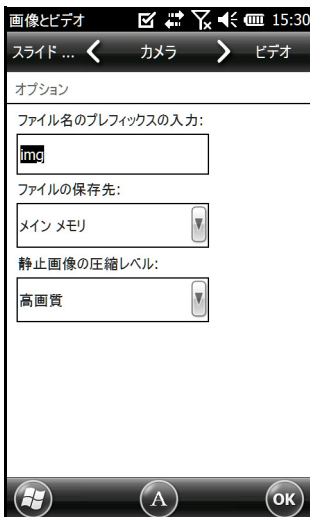 画像とビデオ 15:30
スライド ... カメラ ビデオ
オプション
ファイル名のプレフィックスの入力:
img
ファイルの保存先:
メイン メモリ
静止画像の圧縮レベル:
高画質
A OK